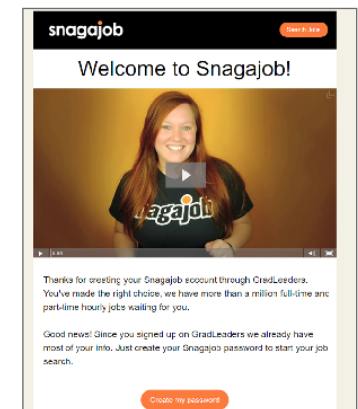 snagajob
Search Jobs
Welcome to Snagajob!
snagajob
Thanks for creating your Snagajob account through GradLeaders.
You've made the right choice, we have more than a million full-time and
part-time hourly jobs waiting for you.
Good news! Since you signed up on GradLeaders we already have
most of your info. Just create your Snagajob password to start your job
search.
Create my password